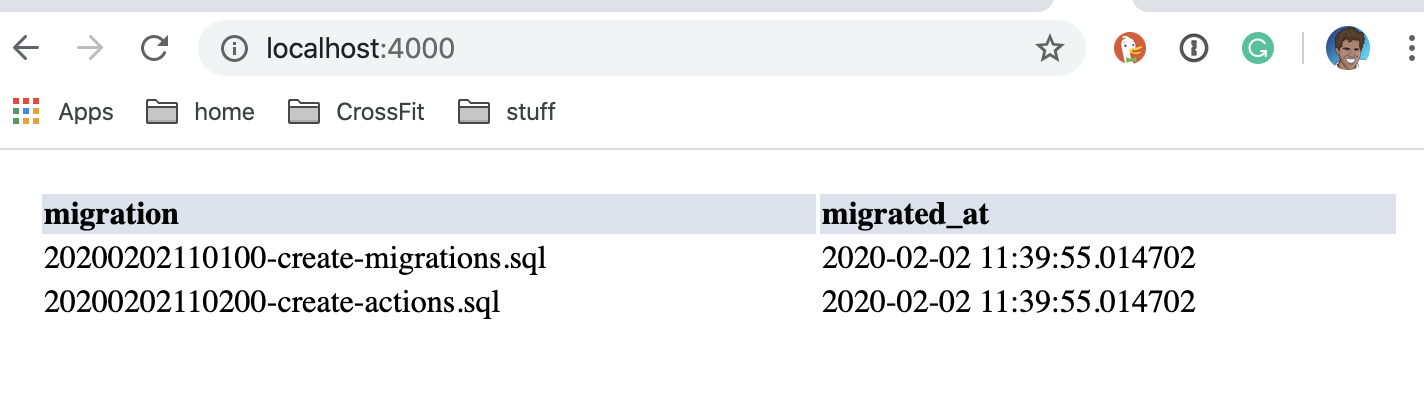 localhost:4000
Apps home CrossFit stuff
migration migrated_at
20200202110100-create-migrations.sql 2020-02-02 11:39:55.014702
20200202110200-create-actions.sql 2020-02-02 11:39:55.014702